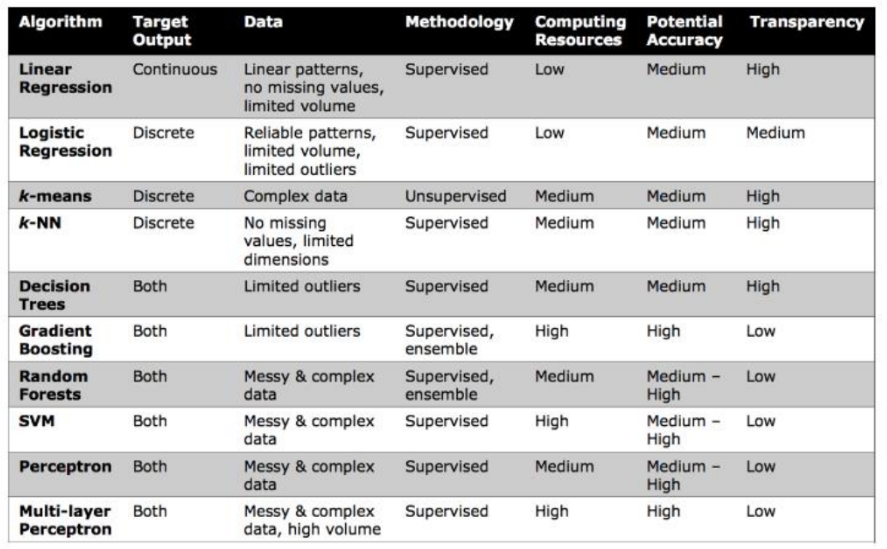 Algorithm Target Output Data Methodology Computing Resources Potential Accuracy Transparency
Linear Regression Continuous Linear patterns, no missing values, limited volume Supervised Low Medium High
Logistic Regression Discrete Reliable patterns, limited volume, limited outliers Supervised Low Medium Medium
k-means Discrete Complex data Unsupervised Medium Medium High
k-NN Discrete No missing values, limited dimensions Supervised Medium Medium High
Decision Trees Both Limited outliers Supervised Medium Medium High
Gradient Boosting Both Limited outliers Supervised, ensemble High High Low
Random Forests Both Messy & complex data Supervised, ensemble Medium Medium – High Low
SVM Both Messy & complex data Supervised High Medium – High Low
Perceptron Both Messy & complex data Supervised Medium Medium – High Low
Multi-layer Perceptron Both Messy & complex data, high volume Supervised High High Low